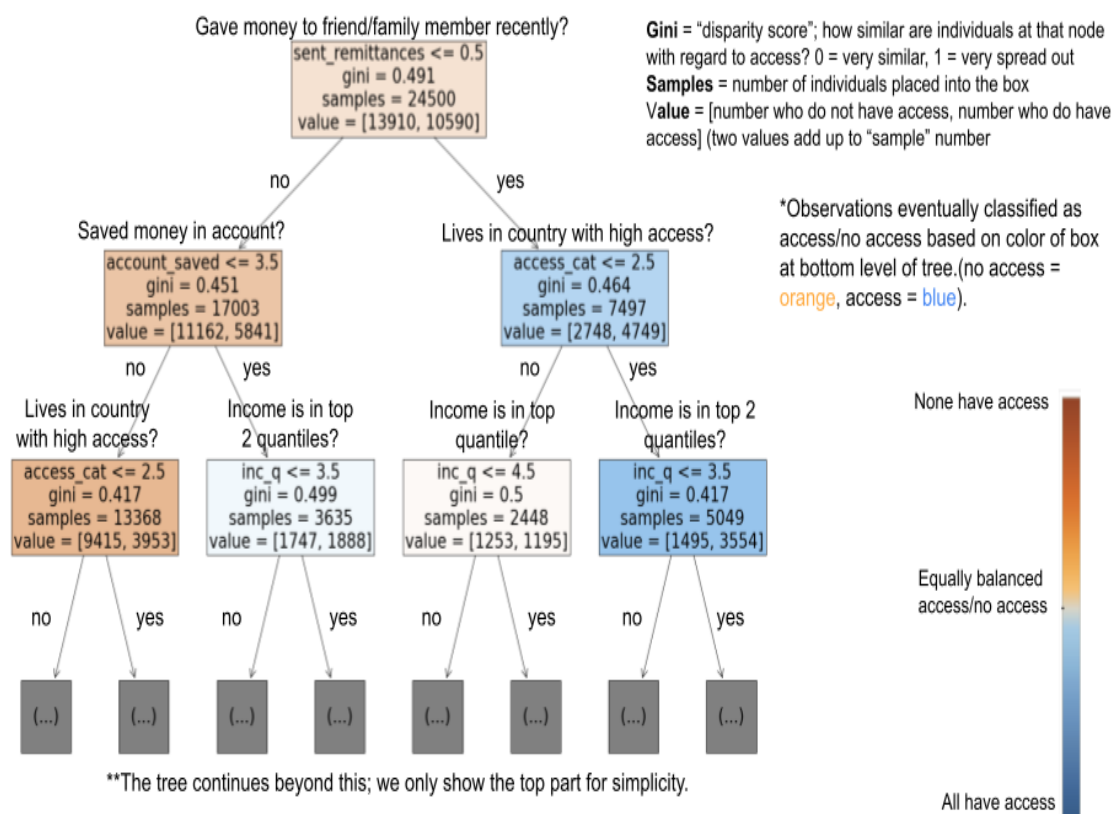 Gave money to friend/family member recently?
sent_remittances <= 0.5
gini = 0.491
samples = 24500
value = [13910, 10590]
Gini = “disparity score”; how similar are individuals at that node
with regard to access? 0 = very similar, 1 = very spread out
Samples = number of individuals placed into the box
Value = [number who do not have access, number who do have
access] (two values add up to “sample” number
no
yes
*Observations eventually classified as
access/no access based on color of box
at bottom level of tree.(no access =
orange, access = blue).
Saved money in account?
account_saved <= 3.5
gini = 0.451
samples = 17003
value = [11162, 5841]
Lives in country with high access?
access_cat <= 2.5
gini = 0.464
samples = 7497
value = [2748, 4749]
no
yes
no
yes
Lives in country
with high access?
access_cat <= 2.5
gini = 0.417
samples = 13368
value = [9415, 3953]
Income is in top
2 quantiles?
inc_q <= 3.5
gini = 0.499
samples = 3635
value = [1747, 1888]
Income is in top
quantile?
inc_q <= 4.5
gini = 0.5
samples = 2448
value = [1253, 1195]
Income is in top 2
quantiles?
inc_q <= 3.5
gini = 0.417
samples = 5049
value = [1495, 3554]
None have access
Equally balanced
access/no access
All have access
no
yes
no
yes
no
yes
no
yes
(...)
(...)
(...)
(...)
(...)
(...)
(...)
(...)
**The tree continues beyond this; we only show the top part for simplicity.